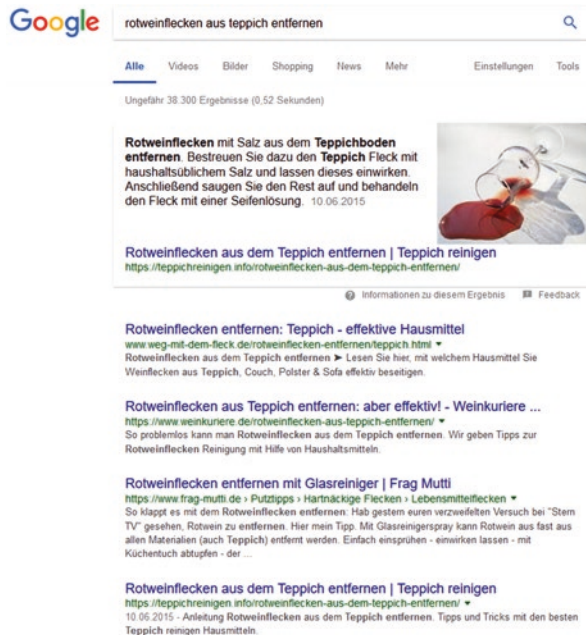 Google
rotweinflecken aus teppich entfernen
Alle Videos Bilder Shopping News Mehr Einstellungen Tools
Ungefähr 38.300 Ergebnisse (0,52 Sekunden)
Rotweinflecken mit Salz aus dem Teppichboden
entfernen. Bestreuen Sie dazu den Teppich Fleck mit
haushaltsüblichem Salz und lassen dieses einwirken.
Anschließend saugen Sie den Rest auf und behandeln
den Fleck mit einer Seifenlösung. 10.06.2015
Rotweinflecken aus dem Teppich entfernen | Teppich reinigen
https://teppichreinigen.info/rotweinflecken-aus-dem-teppich-entfernen/
Informationen zu diesem Ergebnis Feedback
Rotweinflecken entfernen: Teppich - effektive Hausmittel
www.weg-mit-dem-fleck.de/rotweinflecken-entfernen/teppich.html
Rotweinflecken aus dem Teppich entfernen ➤ Lesen Sie hier, mit welchem Hausmittel Sie
Weinflecken aus Teppich, Couch, Polster & Sofa effektiv beseitigen.
Rotweinflecken aus Teppich entfernen: aber effektiv! - Weinkuriere ...
https://www.weinkuriere.de/rotweinflecken-aus-teppich-entfernen/
So problemlos kann man Rotweinflecken aus dem Teppich entfernen. Wir geben Tipps zur
Rotweinflecken Reinigung mit Hilfe von Haushaltsmitteln.
Rotweinflecken entfernen mit Glasreiniger | Frag Mutti
https://www.frag-mutti.de › Putztipps › Hartnäckige Flecken › Lebensmittelflecken
So klappt es mit dem Rotweinflecken entfernen: Hab gestern euren verzweifelten Versuch bei "Stern
TV" gesehen, Rotwein zu entfernen. Hier mein Tipp. Mit Glasreinigerspray kann Rotwein aus fast aus
allen Materialien (auch Teppich) entfernt werden. Einfach einsprühen - einwirken lassen - mit
Küchentuch abtupfen - der ...
Rotweinflecken aus dem Teppich entfernen | Teppich reinigen
https://teppichreinigen.info/rotweinflecken-aus-dem-teppich-entfernen/
10.06.2015 - Anleitung Rotweinflecken aus dem Teppich entfernen. Tipps und Tricks mit den besten
Teppich reinigen Hausmitteln.